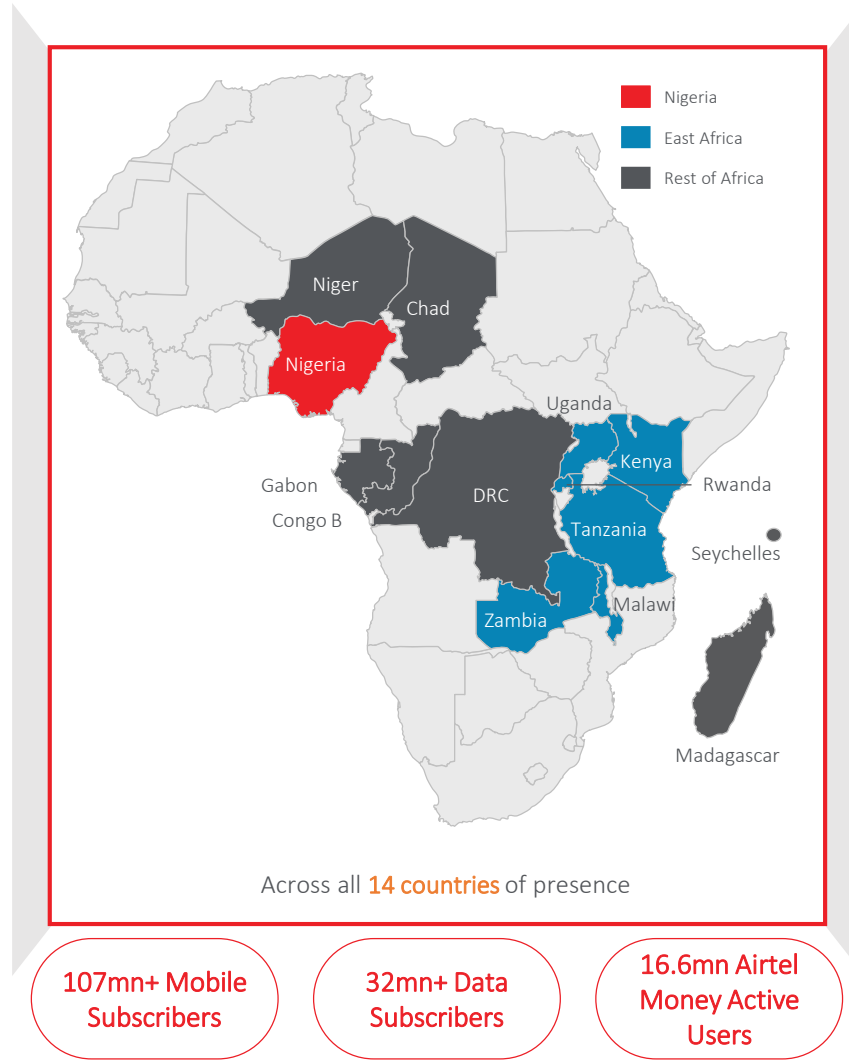 Nigeria
East Africa
Rest of Africa
Niger
Chad
Nigeria
Uganda
Kenya
Gabon
DRC
Rwanda
Congo B
Tanzania
Seychelles
Malawi
Zambia
Madagascar
Across all 14 countries of presence
107mn+ Mobile
Subscribers
32mn+ Data
Subscribers
16.6mn Airtel
Money Active
Users